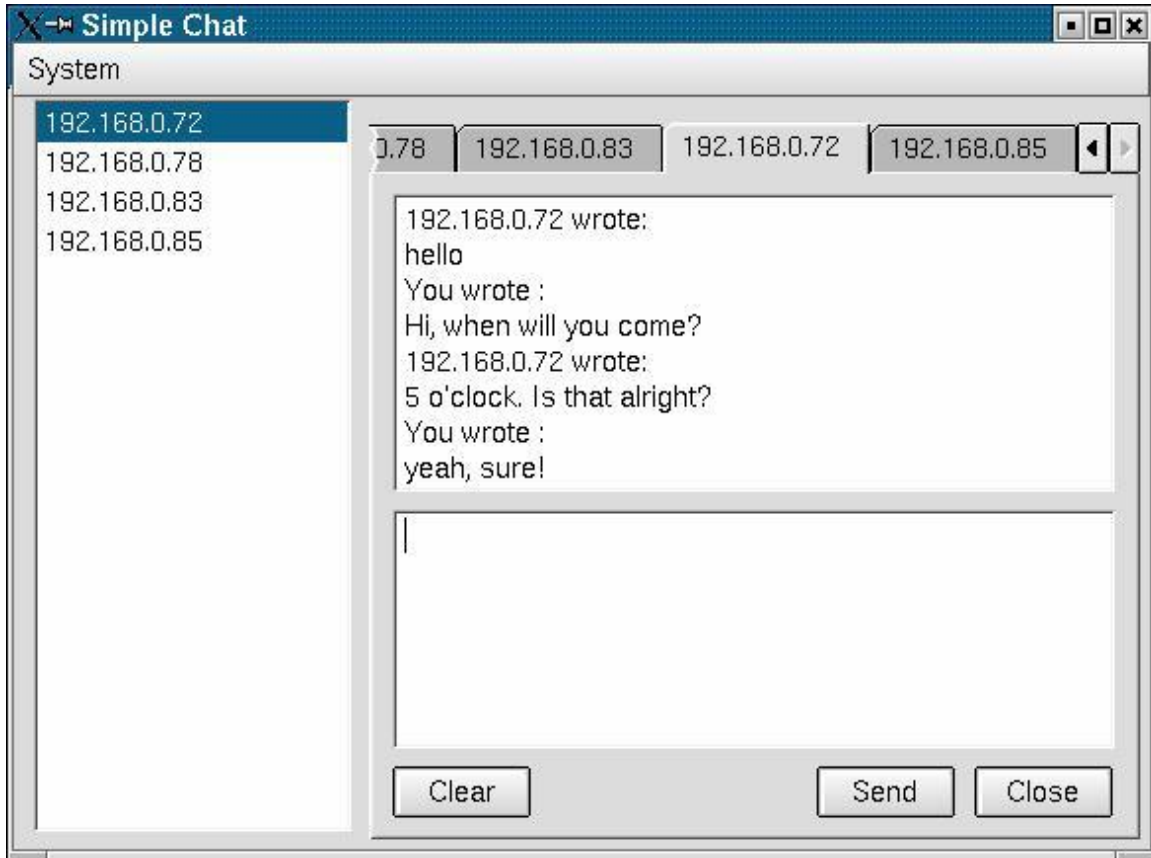 Simple Chat
System
192.168.0.72
192.168.0.78
192.168.0.83
192.168.0.85
0.78 192.168.0.83 192.168.0.72 192.168.0.85
192.168.0.72 wrote:
hello
You wrote :
Hi, when will you come?
192.168.0.72 wrote:
5 o'clock. Is that alright?
You wrote :
yeah, sure!
Clear Send Close